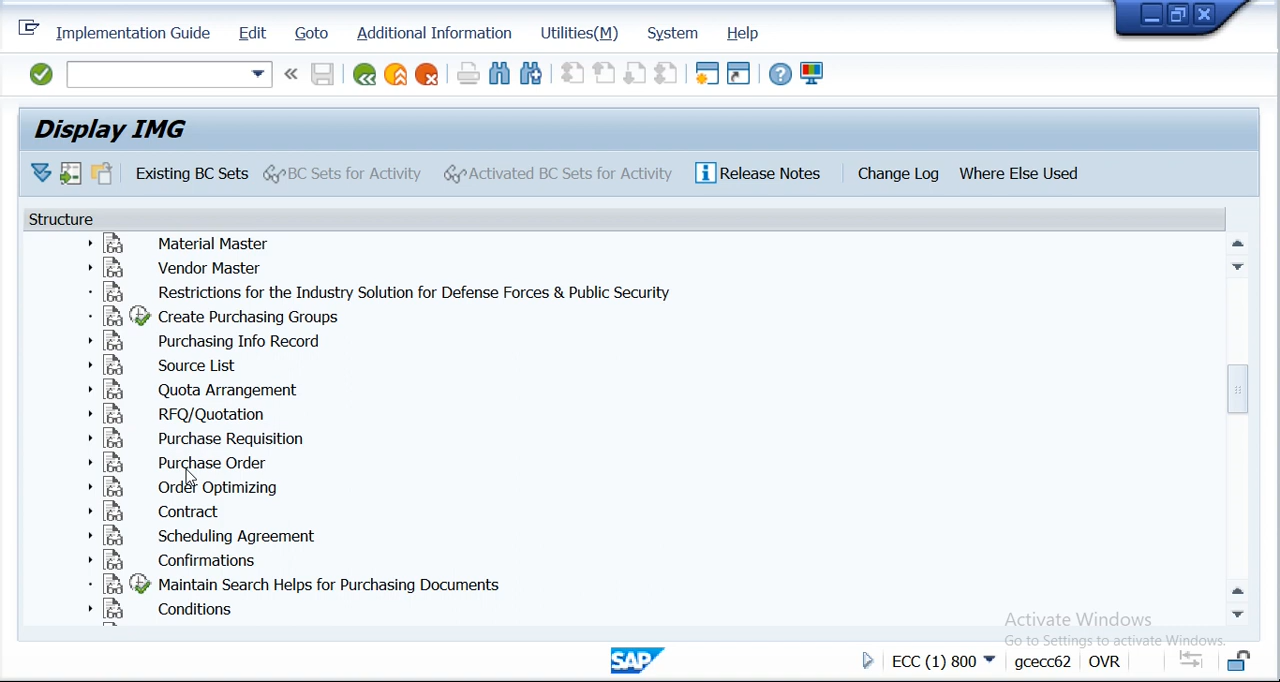 Implementation Guide Edit Goto Additional Information Utilities(M) System Help
Display IMG
Existing BC Sets BC Sets for Activity Activated BC Sets for Activity Release Notes Change Log Where Else Used
Structure
Material Master
Vendor Master
Restrictions for the Industry Solution for Defense Forces & Public Security
Create Purchasing Groups
Purchasing Info Record
Source List
Quota Arrangement
RFQ/Quotation
Purchase Requisition
Purchase Order
Order Optimizing
Contract
Scheduling Agreement
Confirmations
Maintain Search Helps for Purchasing Documents
Conditions
Activate Windows
Go to Settings to activate Windows.
SAP ECC (1) 800 gcecc62 OVR